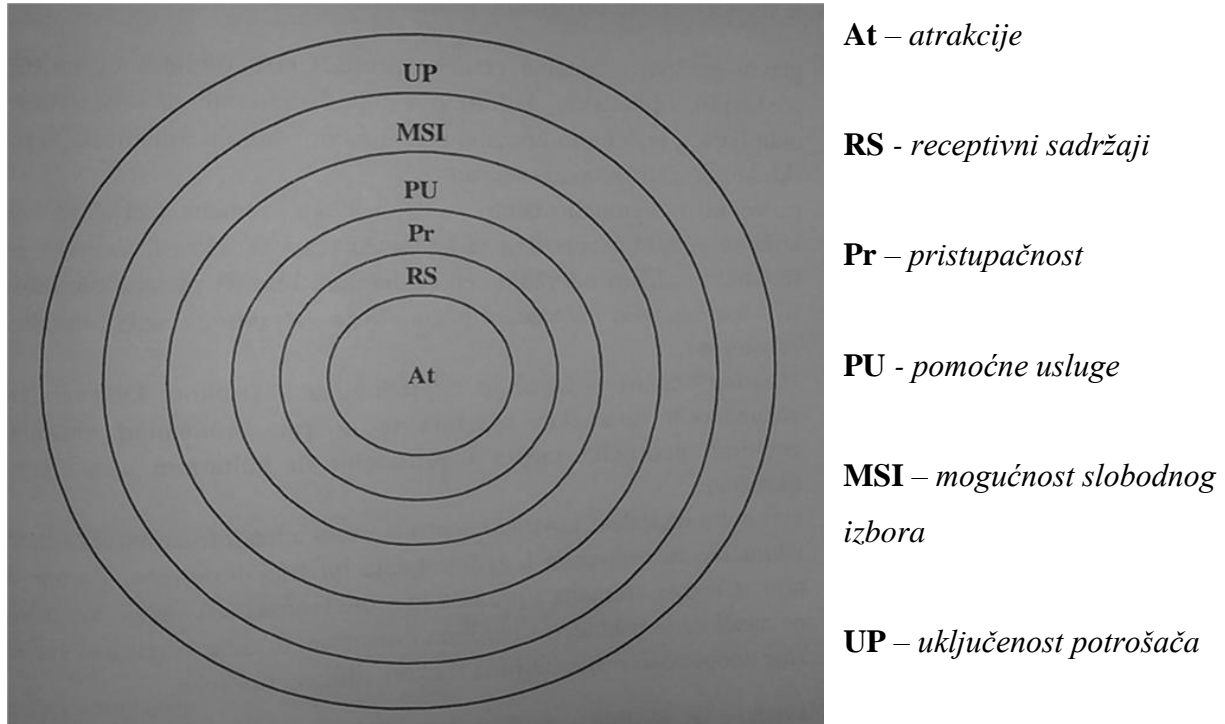 UP
MSI
PU
Pr
RS
At
At – atrakcije
RS - receptivni sadržaji
Pr – pristupačnost
PU - pomoćne usluge
MSI – mogućnost slobodnog
izbora
UP – uključenost potrošača